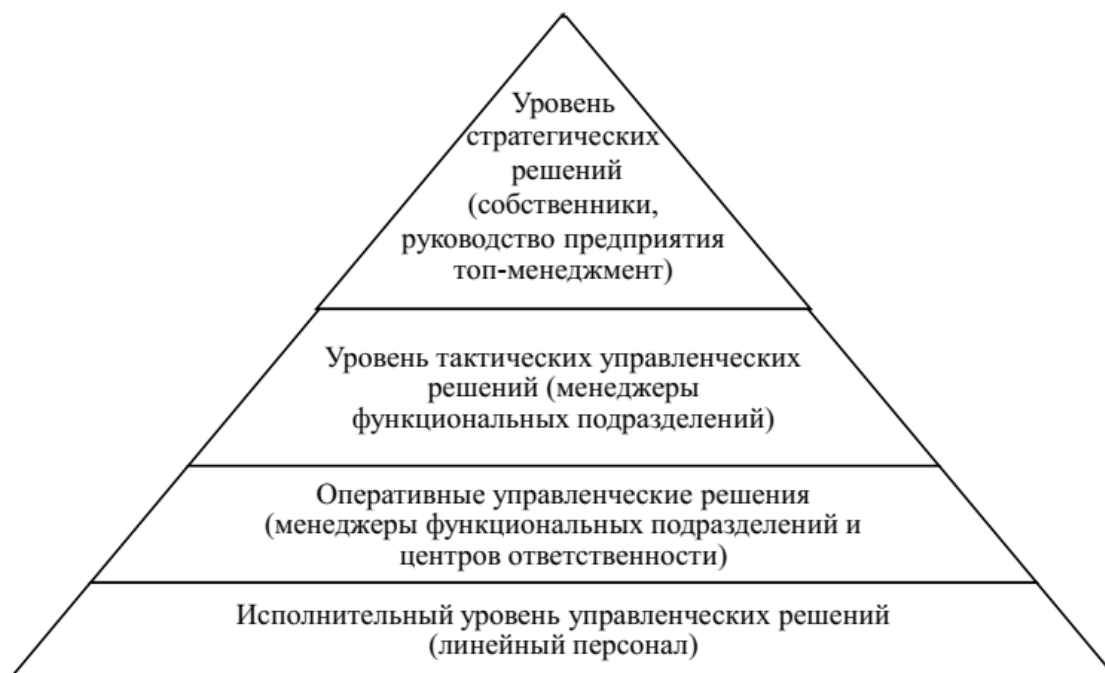 Уровень
стратегических
решений
(собственники,
руководство предприятия
топ-менеджмент)
Уровень тактических управленческих
решений (менеджеры
функциональных подразделений)
Оперативные управленческие решения
(менеджеры функциональных подразделений и
центров ответственности)
Исполнительный уровень управленческих решений
(линейный персонал)